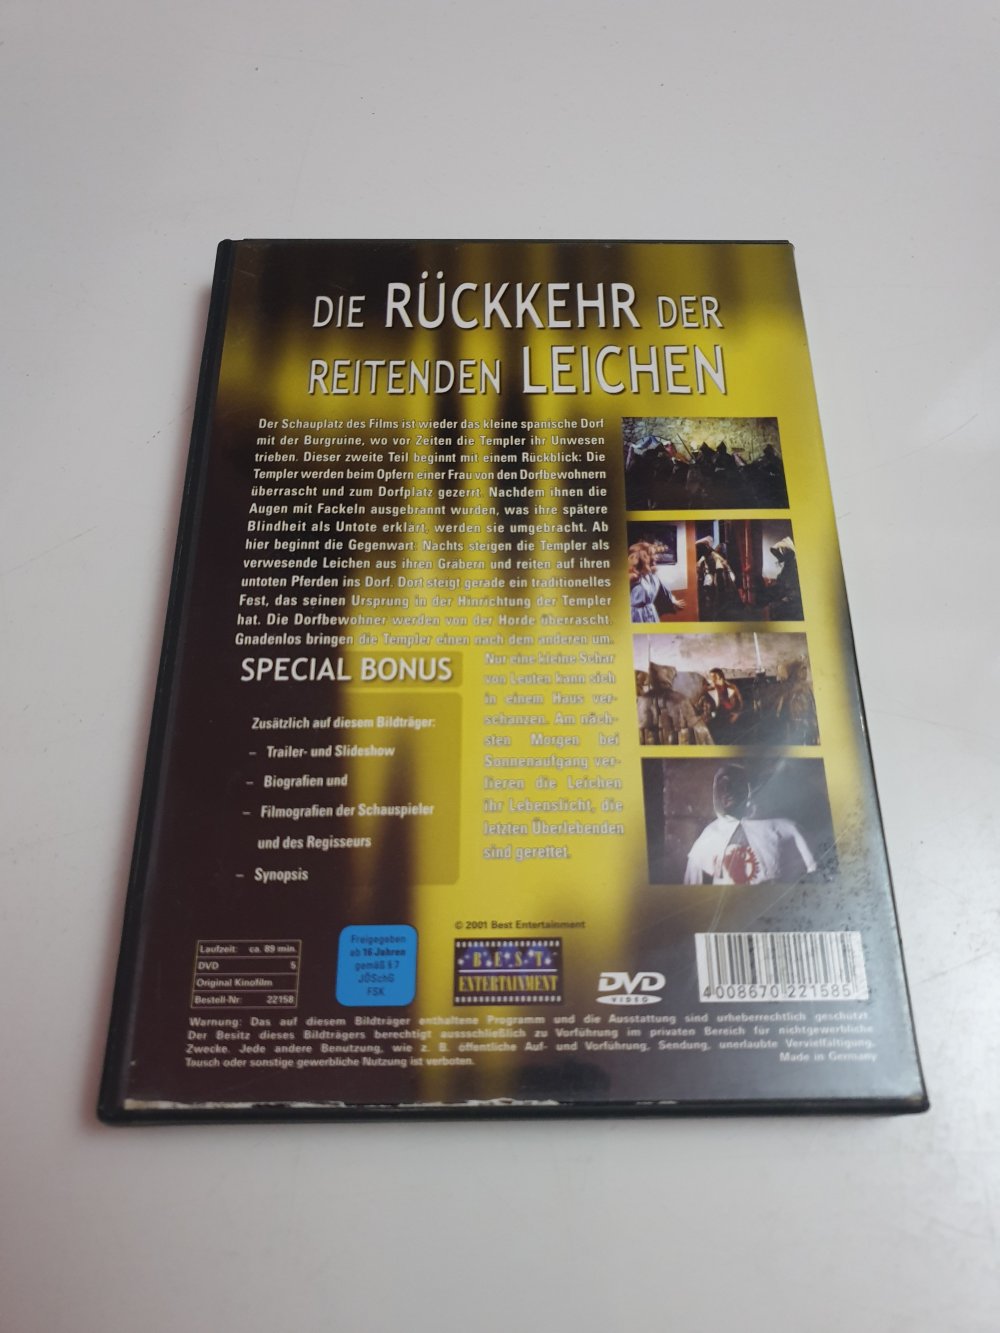 DIE RÜCKKEHR DER
REITENDEN LEICHEN
Der Schauplatz des Films ist wieder das kleine spanische Dorf
mit der Burgruine, wo vor Zeiten die Templer ihr Unwesen
trieben. Dieser zweite Teil beginnt mit einem Rückblick: Die
Templer werden beim Opfern einer Frau von den Dorfbewohnern
überrascht und zum Dorfplatz gezerrt. Nachdem ihnen die
Augen mit Fackeln ausgebrannt wurden, was ihre spätere
Blindheit als Untote erklärt, werden sie umgebracht. Ab
hier beginnt die Gegenwart: Nachts steigen die Templer als
verwesende Leichen aus ihren Gräbern und reiten auf ihren
untoten Pferden ins Dorf. Dort steigt gerade ein traditionelles
Fest, das seinen Ursprung in der Hinrichtung der Templer
hat. Die Dorfbewohner werden von der Horde überrascht.
Gnadenlos bringen die Templer einen nach dem anderen um.
Nur eine kleine Schar
von Leuten kann sich
in einem Haus ver-
schanzen. Am näch-
sten Morgen bei
Sonnenaufgang ver-
lieren die Leichen
ihr Lebenslicht, die
letzten Überlebenden
sind gerettet.
SPECIAL BONUS
Zusätzlich auf diesem Bildträger:
– Trailer- und Slideshow
– Biografien und
– Filmografien der Schauspieler
und des Regisseurs
– Synopsis
© 2001 Best Entertainment
Laufzeit: ca. 89 min.
DVD 5
Original Kinofilm
Bestell-Nr: 22158
Freigegeben
ab 16 Jahren
gemäß § 7
JÖSchG
FSK
B·E·S·T
ENTERTAINMENT
DVD
VIDEO
4 008670 221585
Warnung: Das auf diesem Bildträger enthaltene Programm und die Ausstattung sind urheberrechtlich geschützt.
Der Besitz dieses Bildträgers berechtigt ausschließlich zu Vorführung im privaten Bereich für nichtgewerbliche
Zwecke. Jede andere Benutzung, wie z. B. öffentliche Auf- und Vorführung, Sendung, unerlaubte Vervielfältigung,
Tausch oder sonstige gewerbliche Nutzung ist verboten.
Made in Germany